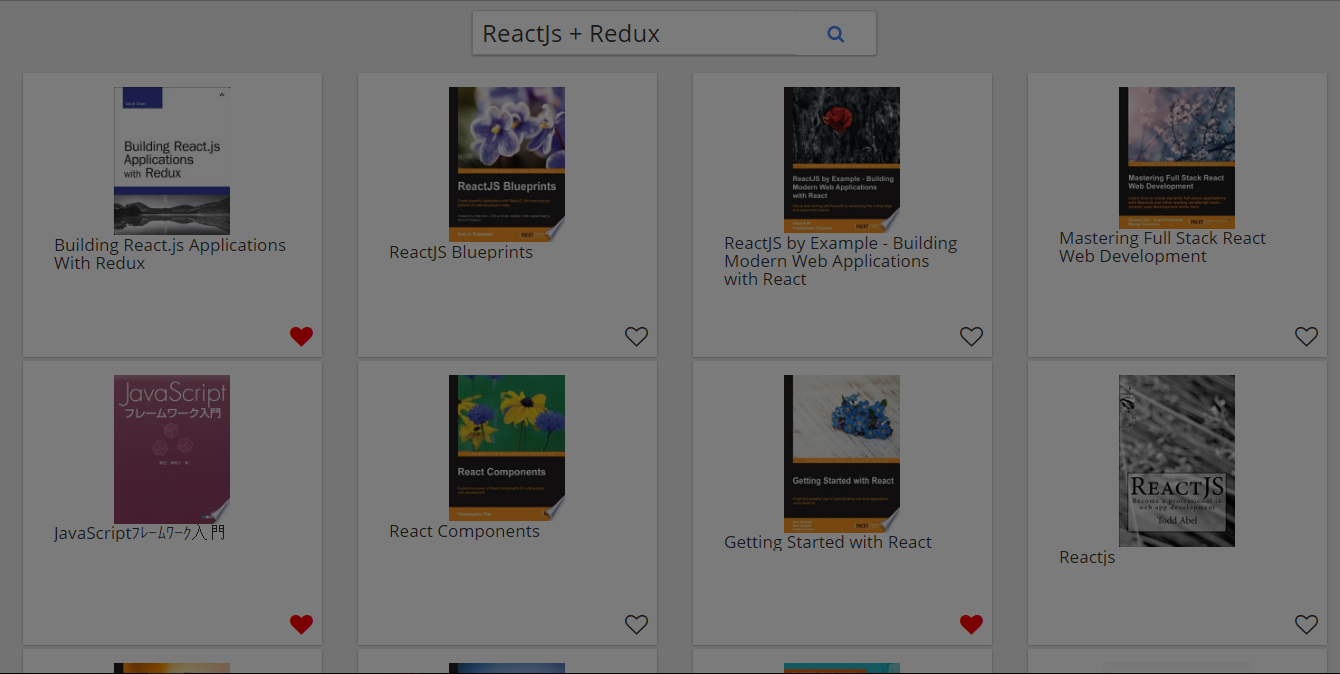 ReactJs + Redux
Building React.js
Applications
with Redux
Building React.js Applications
With Redux
ReactJS Blueprints
ReactJS Blueprints
ReactJS by Example - Building
Modern Web Applications
with React
ReactJS by Example - Building
Modern Web Applications
with React
Mastering Full Stack React
Web Development
Mastering Full Stack React
Web Development
JavaScript
フレームワーク入門
JavaScriptﾌﾚｰﾑﾜｰｸ入門
React Components
React Components
Getting Started with React
Getting Started with React
REACTJS
Become a professional in
web app development
Todd Abel
Reactjs